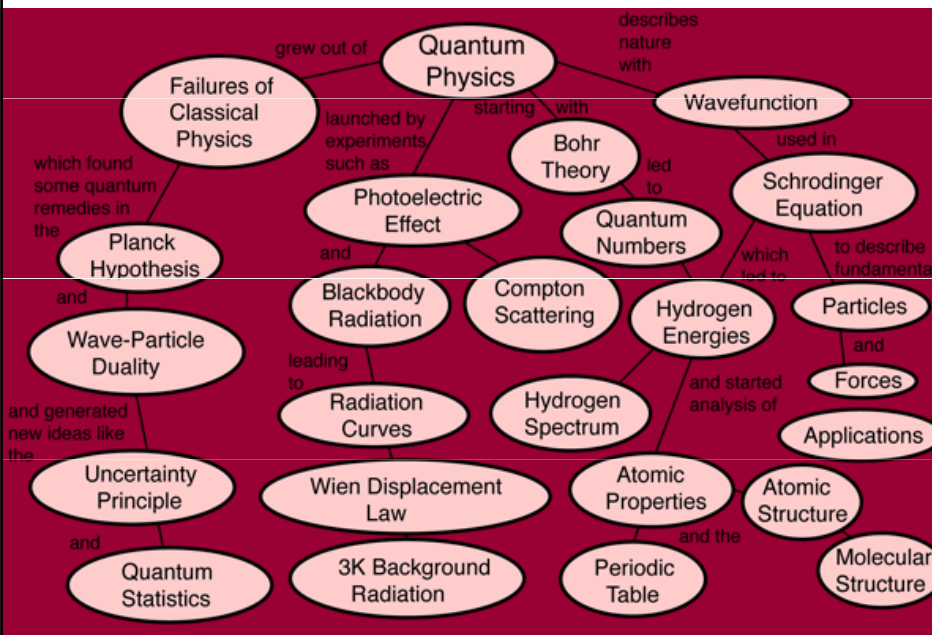 Quantum
Physics
grew out of
describes
nature
with
Failures of
Classical
Physics
Wavefunction
starting with
launched by
experiments
such as
Bohr
Theory
used in
which found
some quantum
remedies in
the
led
to
Schrodinger
Equation
Photoelectric
Effect
Quantum
Numbers
Planck
Hypothesis
and
which
led to
to describe
fundamenta
and
Blackbody
Radiation
Compton
Scattering
Hydrogen
Energies
Particles
Wave-Particle
Duality
and
leading
to
Forces
and started
analysis of
and generated
new ideas like
the
Radiation
Curves
Hydrogen
Spectrum
Applications
Uncertainty
Principle
Wien Displacement
Law
Atomic
Properties
Atomic
Structure
and
and the
Quantum
Statistics
3K Background
Radiation
Periodic
Table
Molecular
Structure